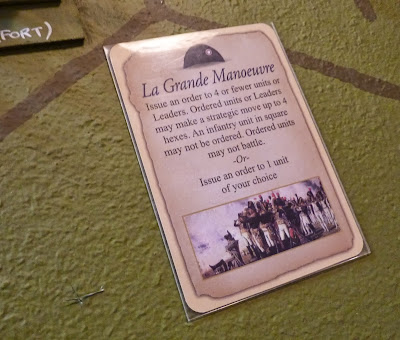 FORT)
La Grande Manoeuvre
Issue an order to 4 or fewer units or
Leaders. Ordered units or Leaders
may make a strategic move up to 4
hexes. An infantry unit in square
may not be ordered. Ordered units
may not battle.
-Or-
Issue an order to 1 unit
of your choice